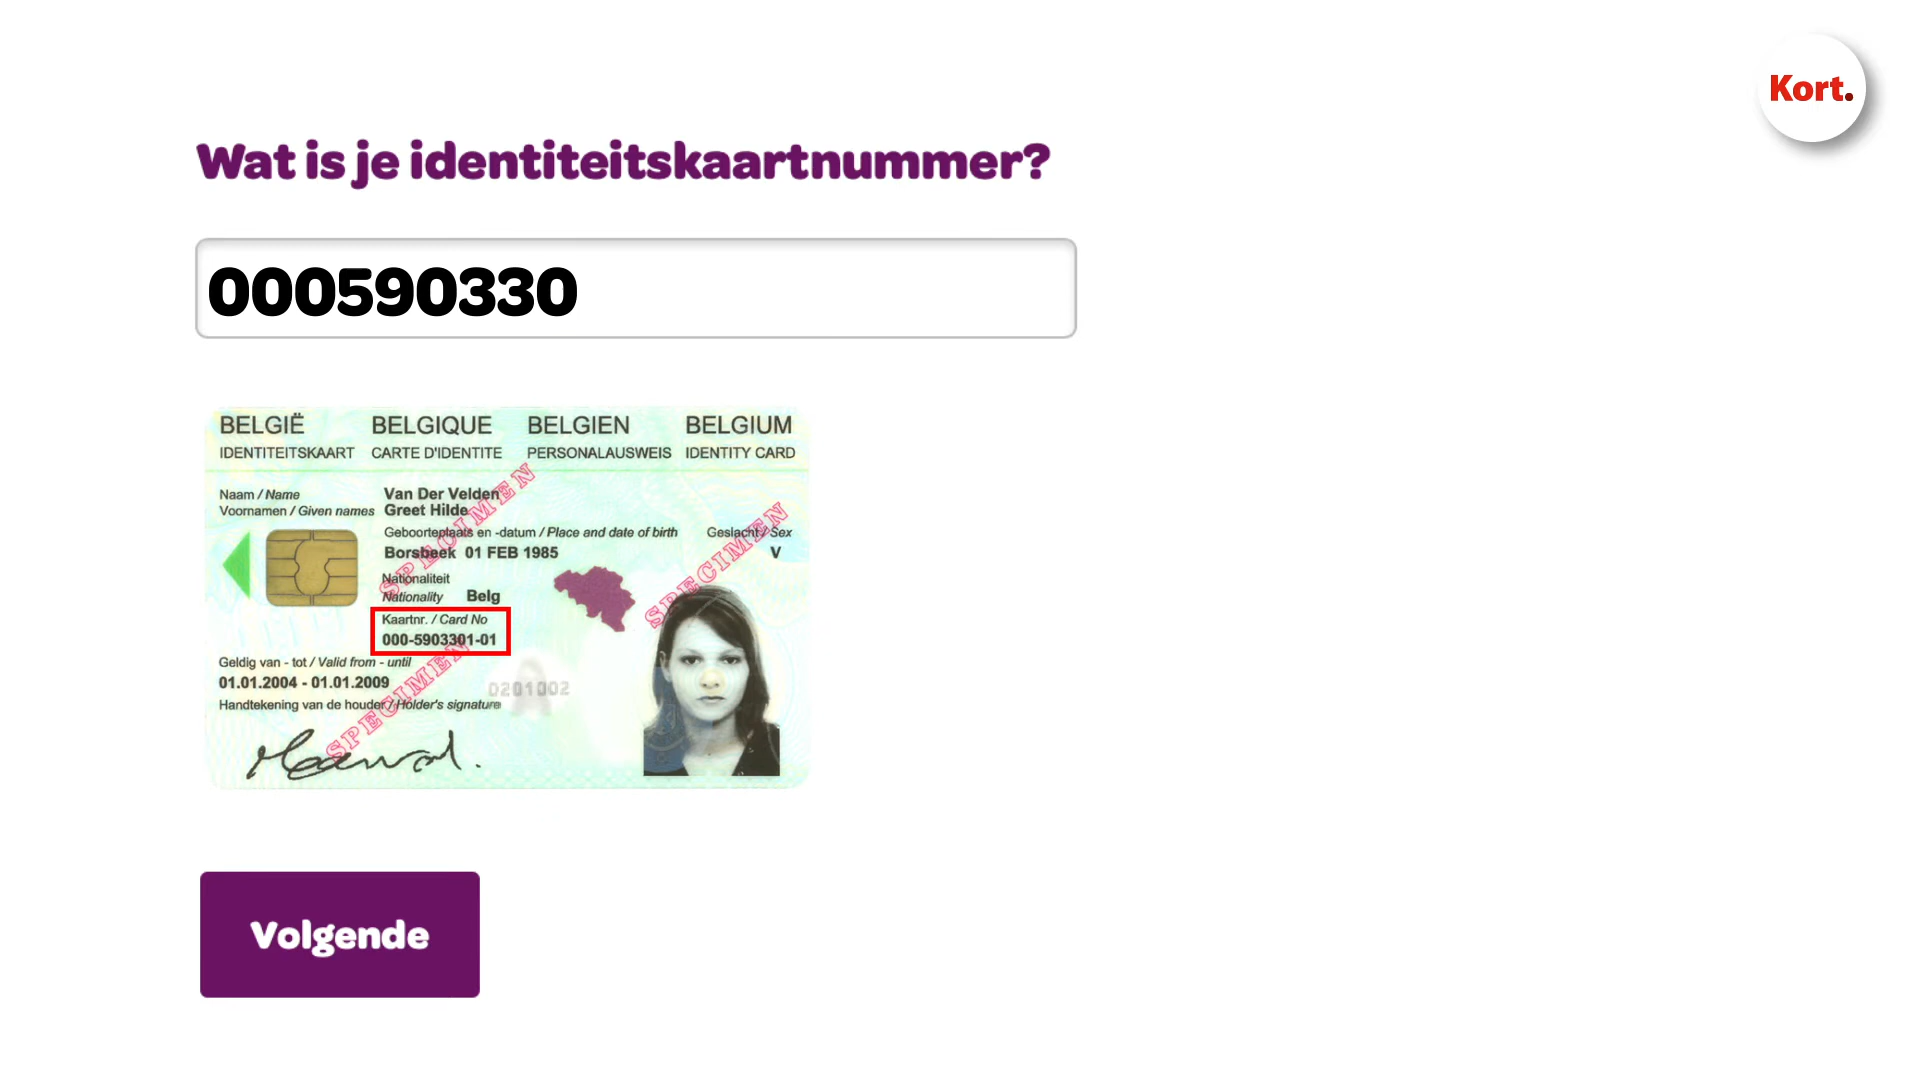 Kort.
Wat is je identiteitskaartnummer?
000590330
BELGIË BELGIQUE BELGIEN BELGIUM
IDENTITEITSKAART CARTE D'IDENTITE PERSONALAUSWEIS IDENTITY CARD
Naam / Name Van Der Velden
Voornamen / Given names Greet Hilde
Geboorteplaats en -datum / Place and date of birth Geslacht / Sex
Borsbeek 01 FEB 1985 V
Nationaliteit
Nationality Belg
Kaartnr. / Card No
000-5903301-01
Geldig van - tot / Valid from - until
01.01.2004 - 01.01.2009
0201002
Handtekening van de houder / Holder's signature
SPECIMEN
SPECIMEN
SPECIMEN
Volgende